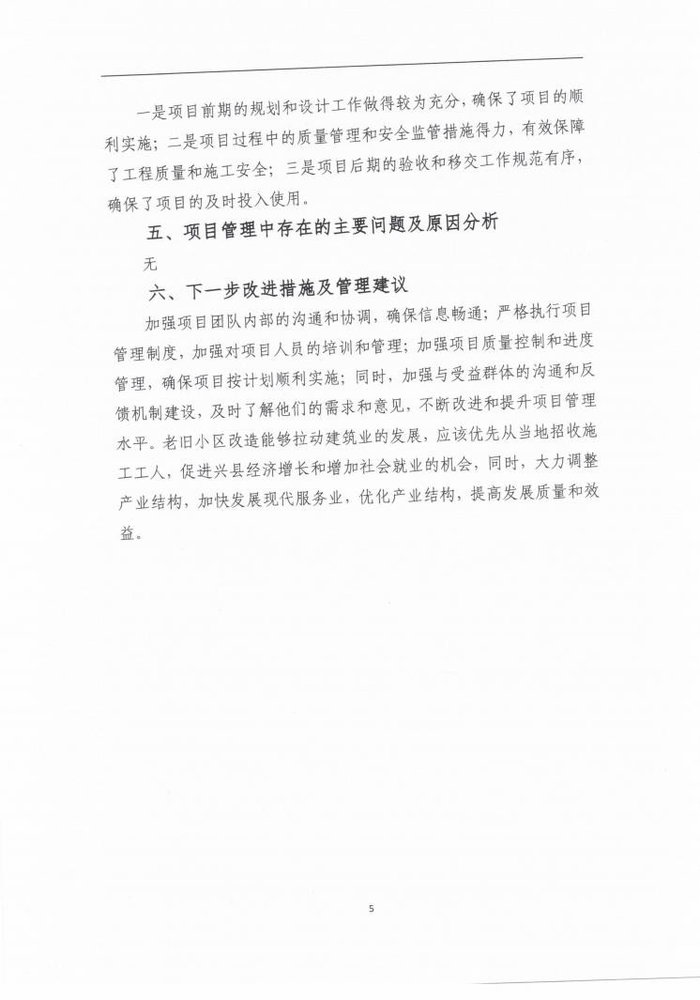 一是项目前期的规划和设计工作做得较为充分，确保了项目的顺
利实施；二是项目过程中的质量管理和安全监管措施得力，有效保障
了工程质量和施工安全；三是项目后期的验收和移交工作规范有序，
确保了项目的及时投入使用。
五、项目管理中存在的主要问题及原因分析
无
六、下一步改进措施及管理建议
加强项目团队内部的沟通和协调，确保信息畅通；严格执行项目
管理制度，加强对项目人员的培训和管理；加强项目质量控制和进度
管理，确保项目按计划顺利实施；同时，加强与受益群体的沟通和反
馈机制建设，及时了解他们的需求和意见，不断改进和提升项目管理
水平。老旧小区改造能够拉动建筑业的发展，应该优先从当地招收施
工工人，促进兴县经济增长和增加社会就业的机会，同时，大力调整
产业结构，加快发展现代服务业，优化产业结构，提高发展质量和效
益。
5